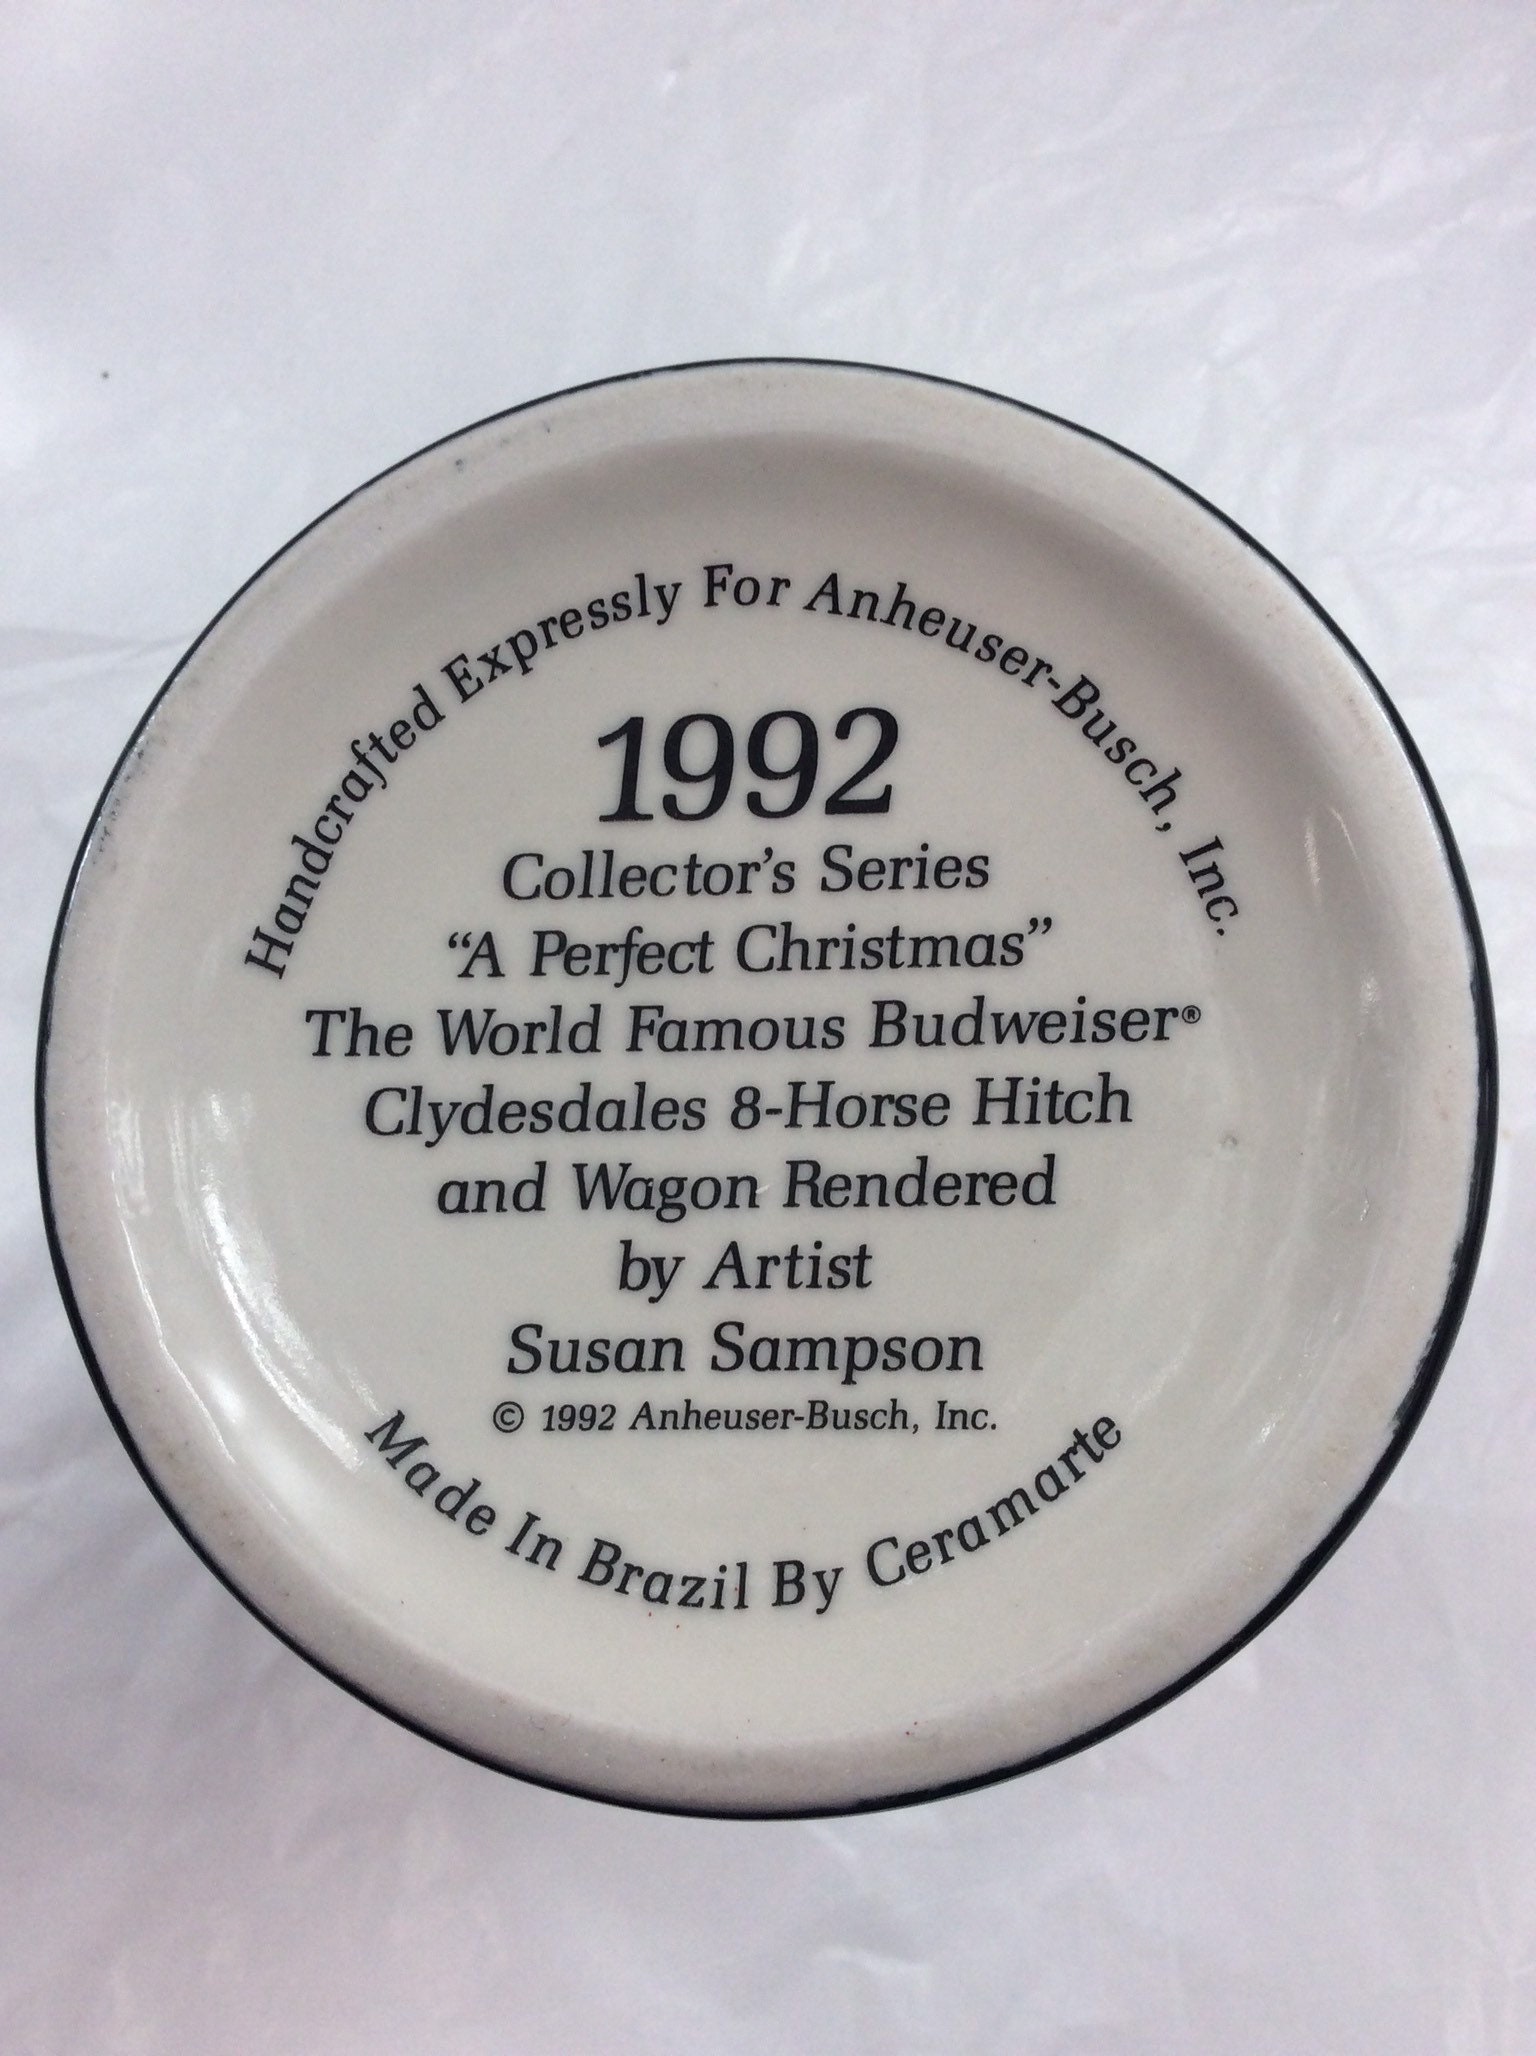 Handcrafted Expressly For Anheuser-Busch, Inc.
1992
Collector's Series
“A Perfect Christmas”
The World Famous Budweiser®
Clydesdales 8-Horse Hitch
and Wagon Rendered
by Artist
Susan Sampson
© 1992 Anheuser-Busch, Inc.
Made In Brazil By Ceramarte